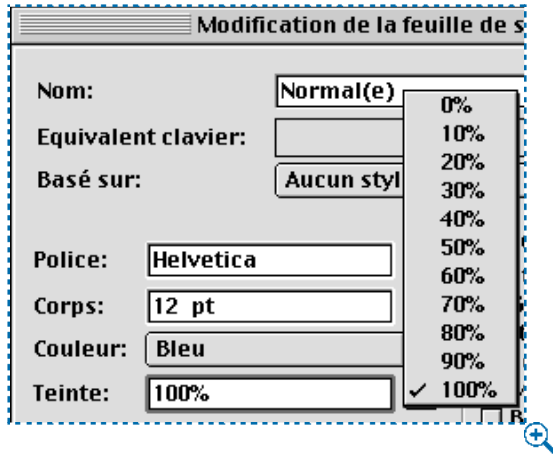 Modification de la feuille de s
Nom: Normal(e)
Equivalent clavier:
Basé sur: Aucun styl
Police: Helvetica
Corps: 12 pt
Couleur: Bleu
Teinte: 100%
0%
10%
20%
30%
40%
50%
60%
70%
80%
90%
✓ 100%